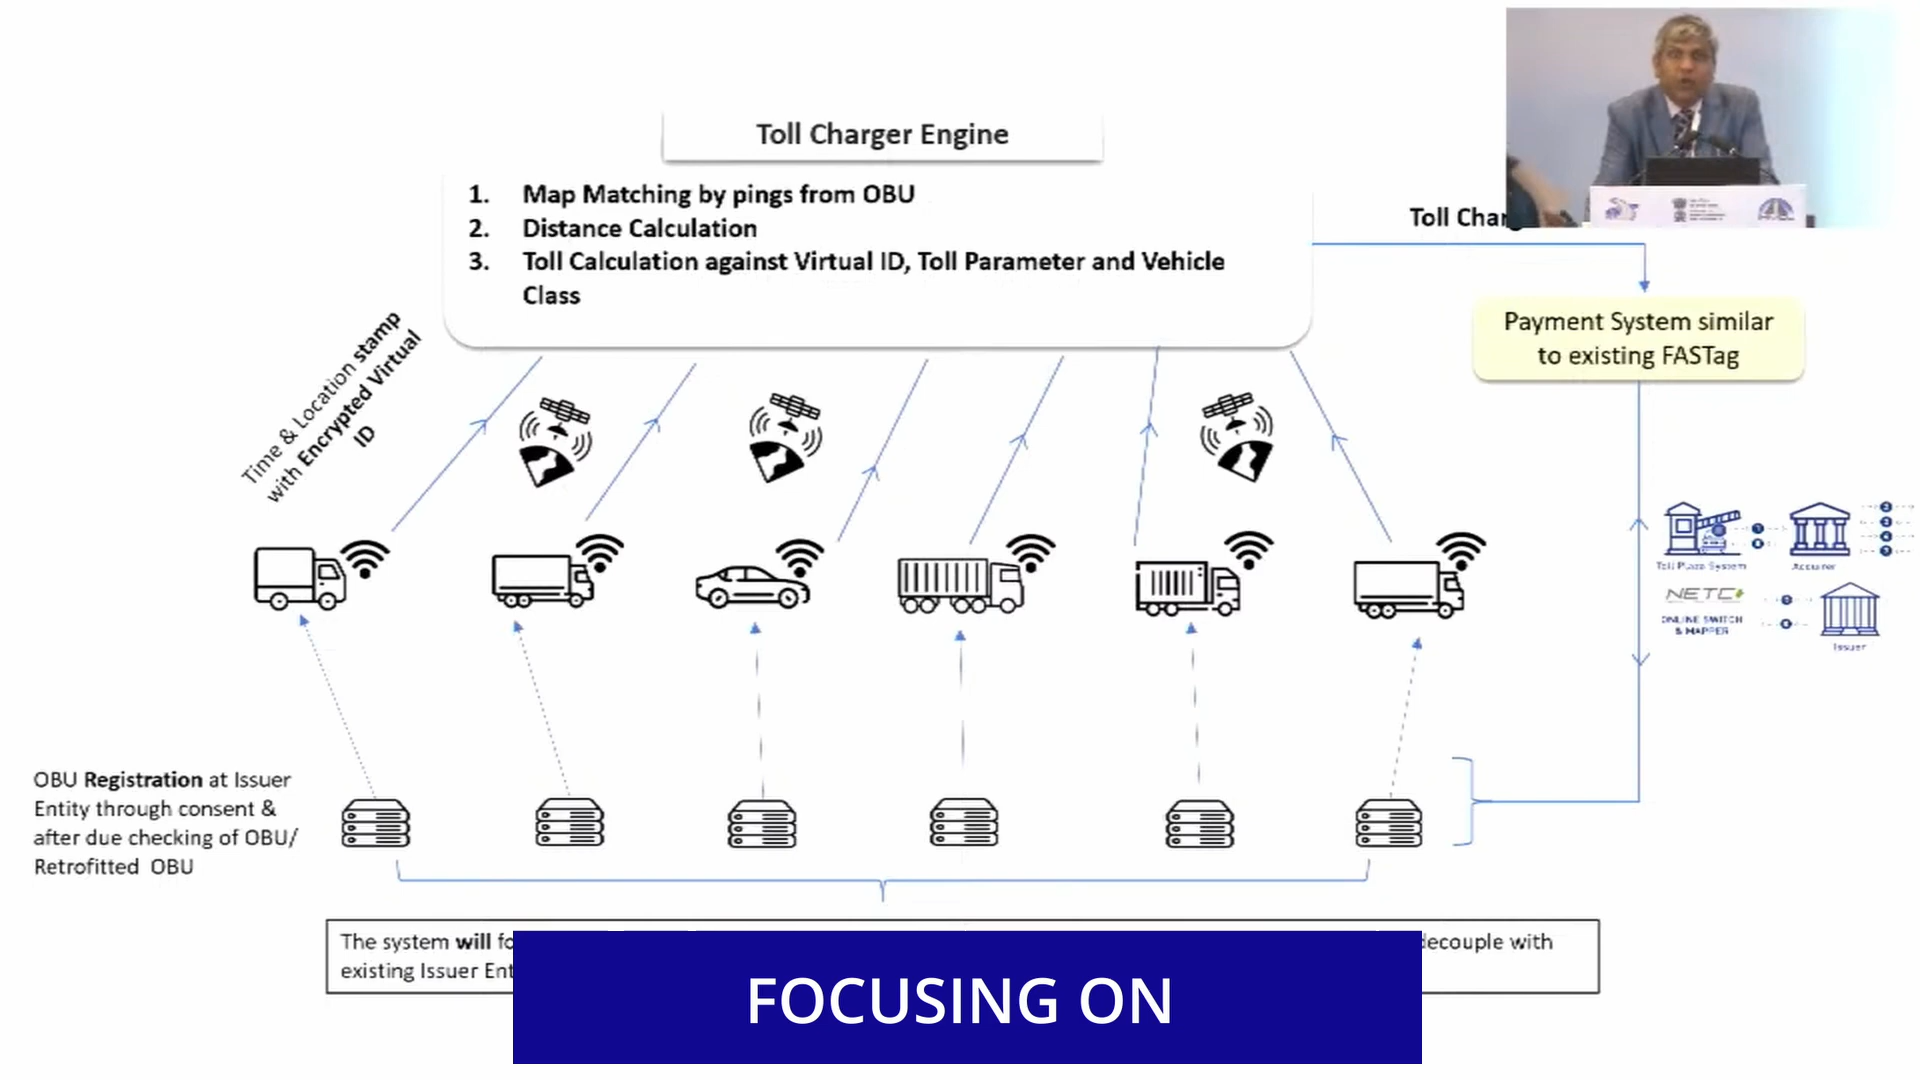 Toll Charger Engine
1. Map Matching by pings from OBU
2. Distance Calculation
3. Toll Calculation against Virtual ID, Toll Parameter and Vehicle
Class
Toll
Payment System similar
to existing FASTag
Time & Location stamp
with Encrypted Virtual
ID
Toll Plaza System
Acquirer
NETC
ONLINE SWITCH
& MAPPER
Issuer
OBU Registration at Issuer
Entity through consent &
after due checking of OBU/
Retrofitted OBU
The system will decouple with
existing Issuer
FOCUSING ON